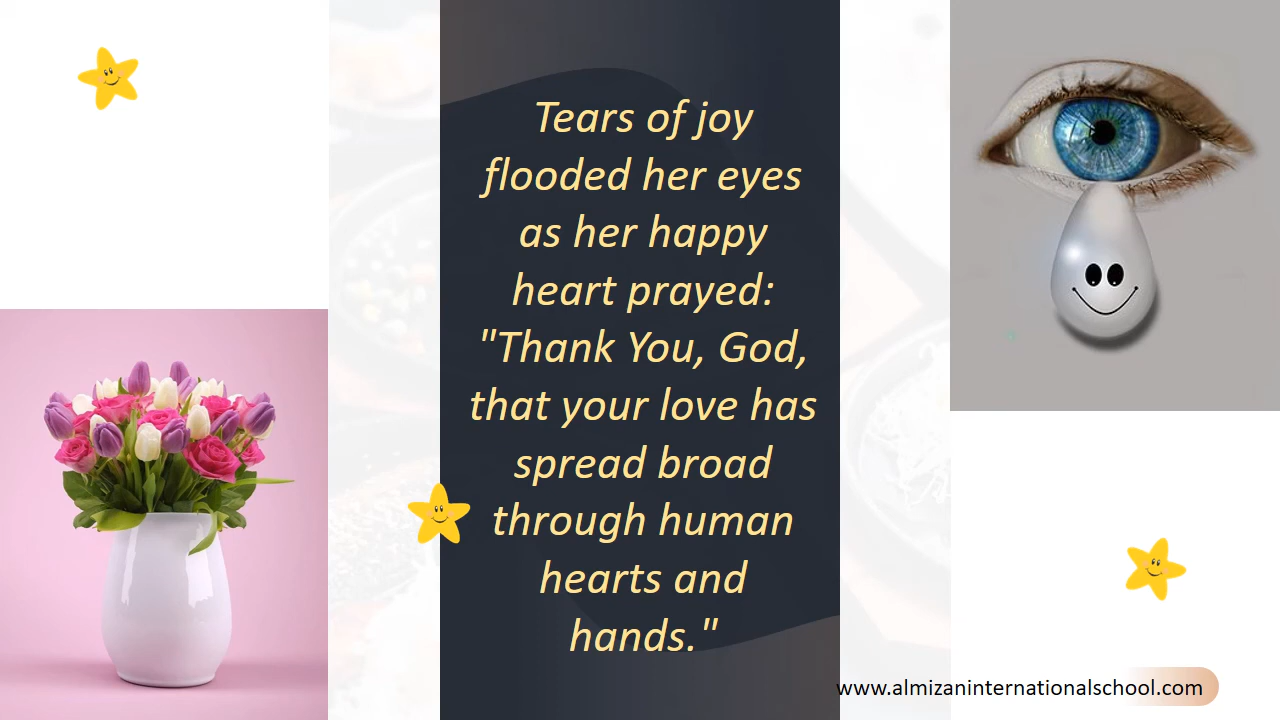 Tears of joy
flooded her eyes
as her happy
heart prayed:
"Thank You, God,
that your love has
spread broad
through human
hearts and
hands."
www.almizaninternationalschool.com